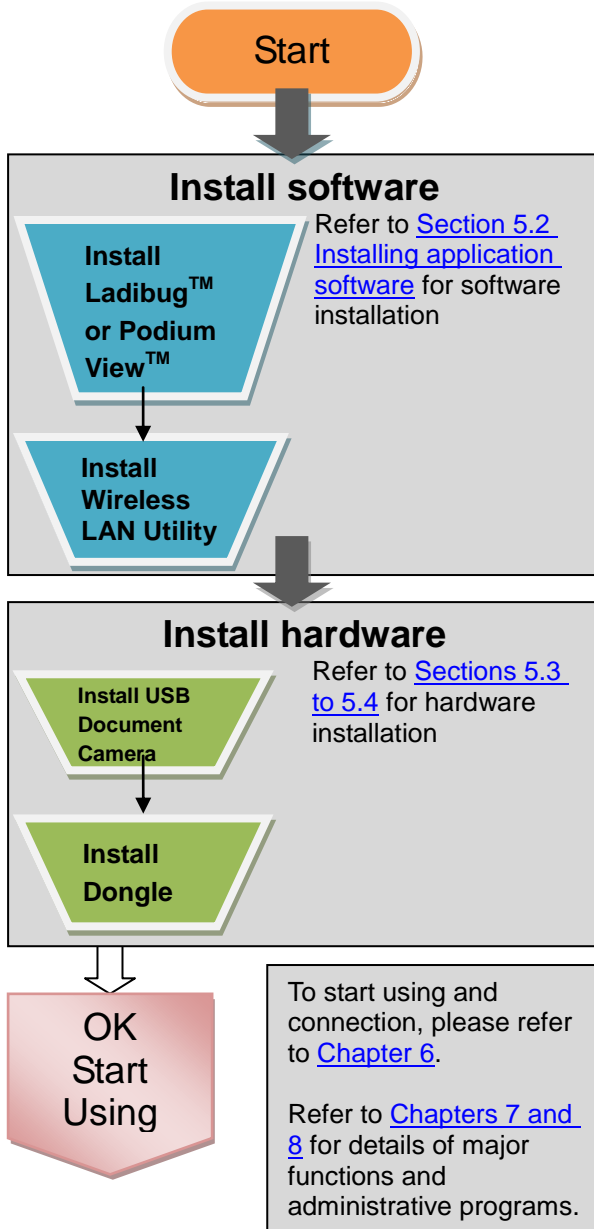 Start
Install software
Install
Ladibug™
or Podium
View™
Refer to Section 5.2
Installing application
software for software
installation
Install
Wireless
LAN Utility
Install hardware
Install USB
Document
Camera
Refer to Sections 5.3
to 5.4 for hardware
installation
Install
Dongle
OK
Start
Using
To start using and
connection, please refer
to Chapter 6.
Refer to Chapters 7 and
8 for details of major
functions and
administrative programs.